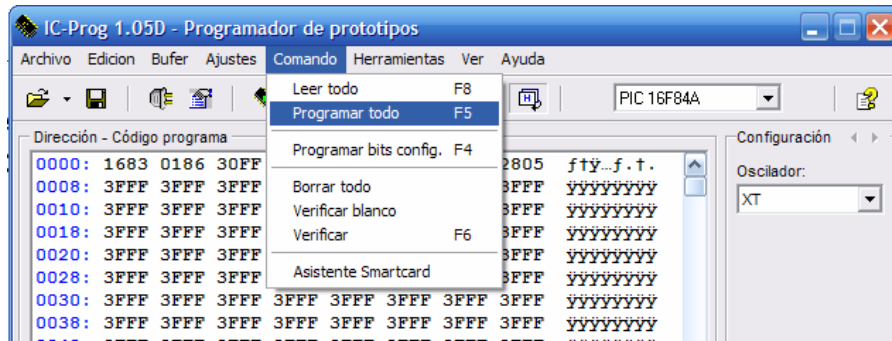 IC-Prog 1.05D - Programador de prototipos
Archivo Edicion Bufer Ajustes Comando Herramientas Ver Ayuda
PIC 16F84A
Leer todo F8
Programar todo F5
Programar bits config. F4
Borrar todo
Verificar blanco
Verificar F6
Asistente Smartcard
Dirección - Código programa
0000: 1683 0186 30FF 2805 ƒ†ÿ…ƒ.†.
0008: 3FFF 3FFF 3FFF 3FFF ÿÿÿÿÿÿÿÿ
0010: 3FFF 3FFF 3FFF 3FFF ÿÿÿÿÿÿÿÿ
0018: 3FFF 3FFF 3FFF 3FFF ÿÿÿÿÿÿÿÿ
0020: 3FFF 3FFF 3FFF 3FFF ÿÿÿÿÿÿÿÿ
0028: 3FFF 3FFF 3FFF 3FFF ÿÿÿÿÿÿÿÿ
0030: 3FFF 3FFF 3FFF 3FFF 3FFF 3FFF 3FFF 3FFF ÿÿÿÿÿÿÿÿ
0038: 3FFF 3FFF 3FFF 3FFF 3FFF 3FFF 3FFF 3FFF ÿÿÿÿÿÿÿÿ
Configuración
Oscilador:
XT